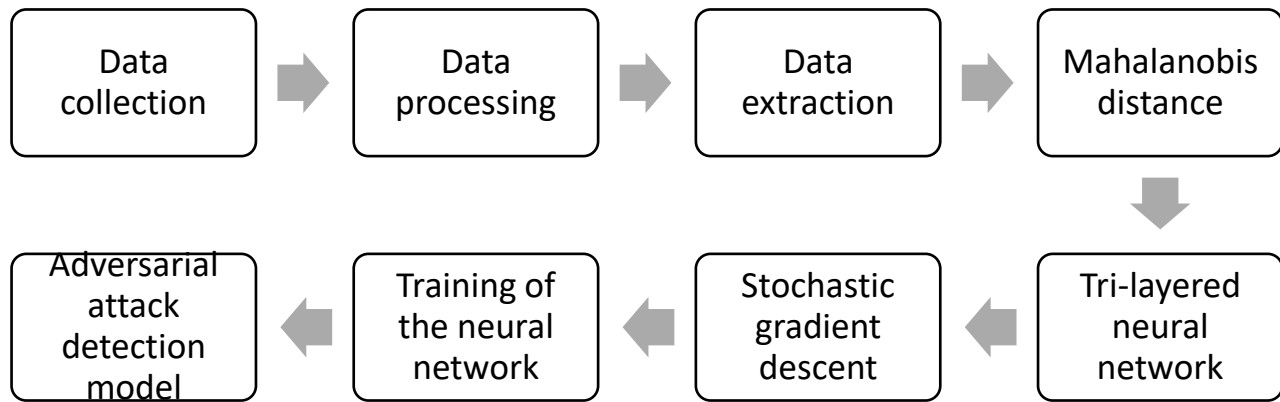 Data
collection
Data
processing
Data
extraction
Mahalanobis
distance
Tri-layered
neural
network
Stochastic
gradient
descent
Training of
the neural
network
Adversarial
attack
detection
model